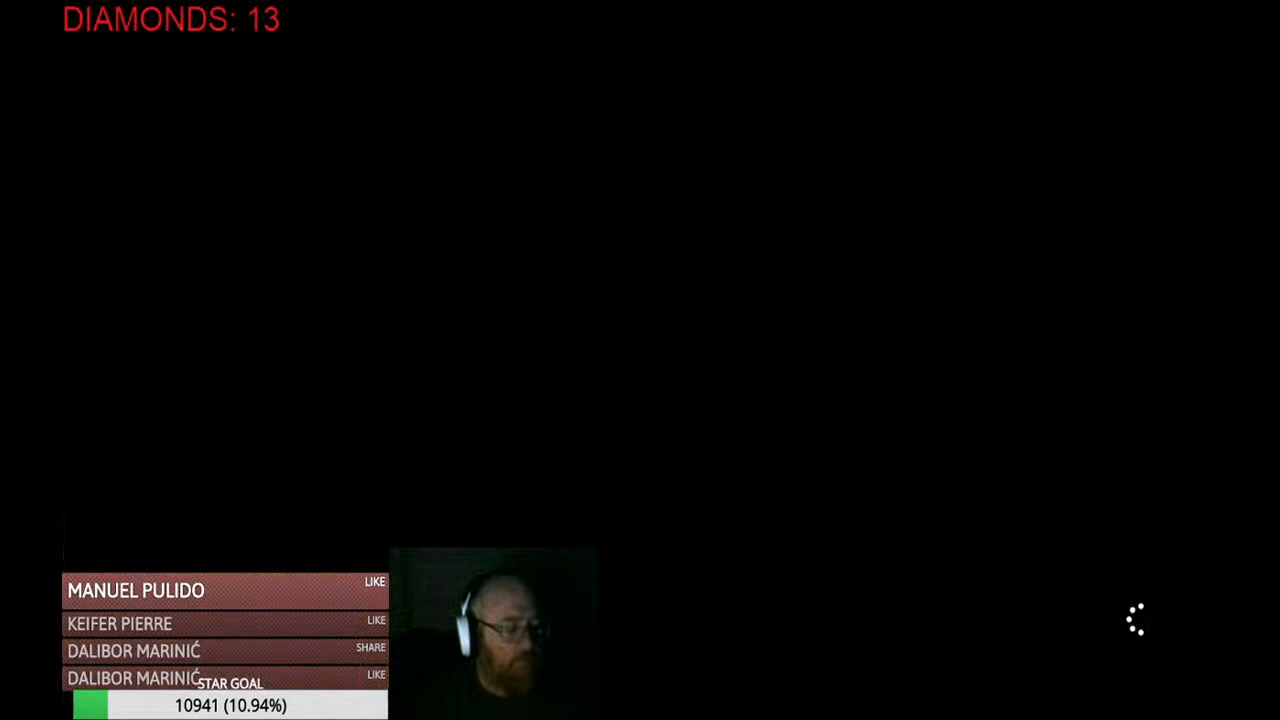 DIAMONDS: 13
MANUEL PULIDO LIKE
KEIFER PIERRE LIKE
DALIBOR MARINIĆ SHARE
DALIBOR MARINIĆ LIKE
STAR GOAL
10941 (10.94%)